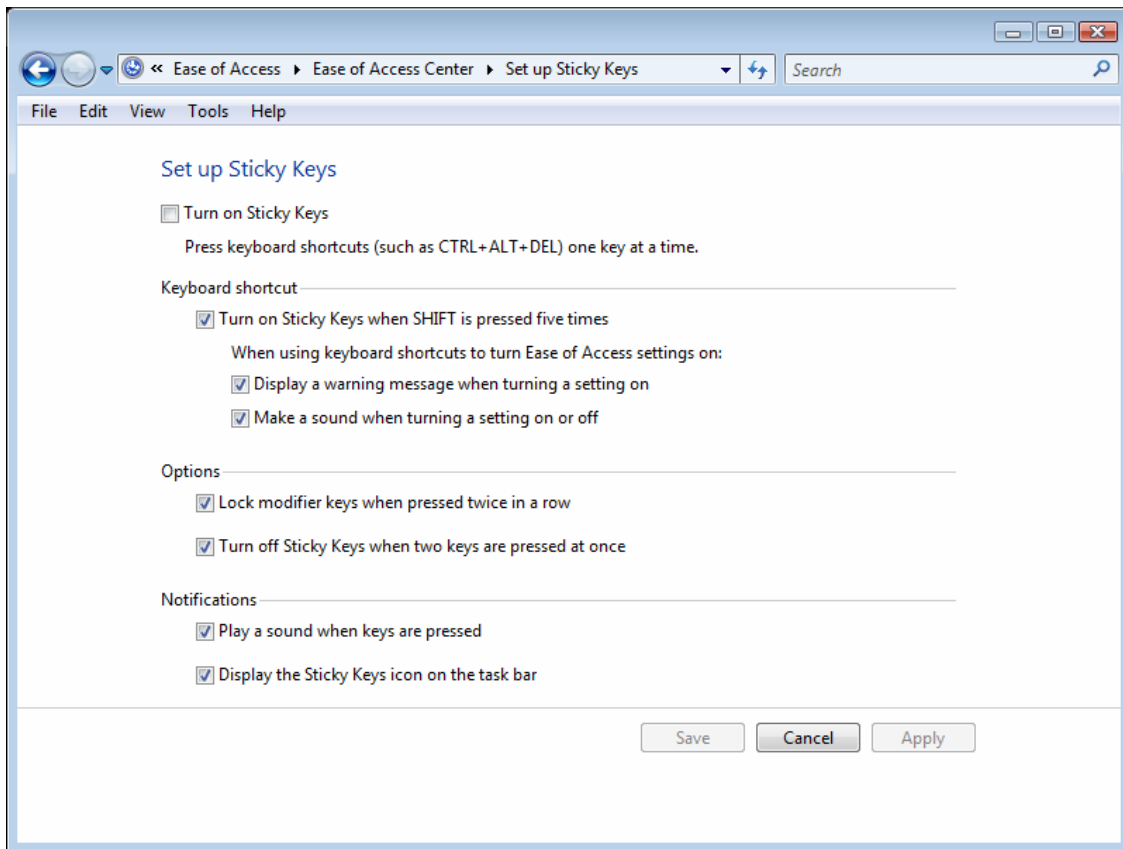 « Ease of Access ▸ Ease of Access Center ▸ Set up Sticky Keys Search
File Edit View Tools Help
Set up Sticky Keys
Turn on Sticky Keys
Press keyboard shortcuts (such as CTRL+ALT+DEL) one key at a time.
Keyboard shortcut
Turn on Sticky Keys when SHIFT is pressed five times
When using keyboard shortcuts to turn Ease of Access settings on:
Display a warning message when turning a setting on
Make a sound when turning a setting on or off
Options
Lock modifier keys when pressed twice in a row
Turn off Sticky Keys when two keys are pressed at once
Notifications
Play a sound when keys are pressed
Display the Sticky Keys icon on the task bar
Save Cancel Apply